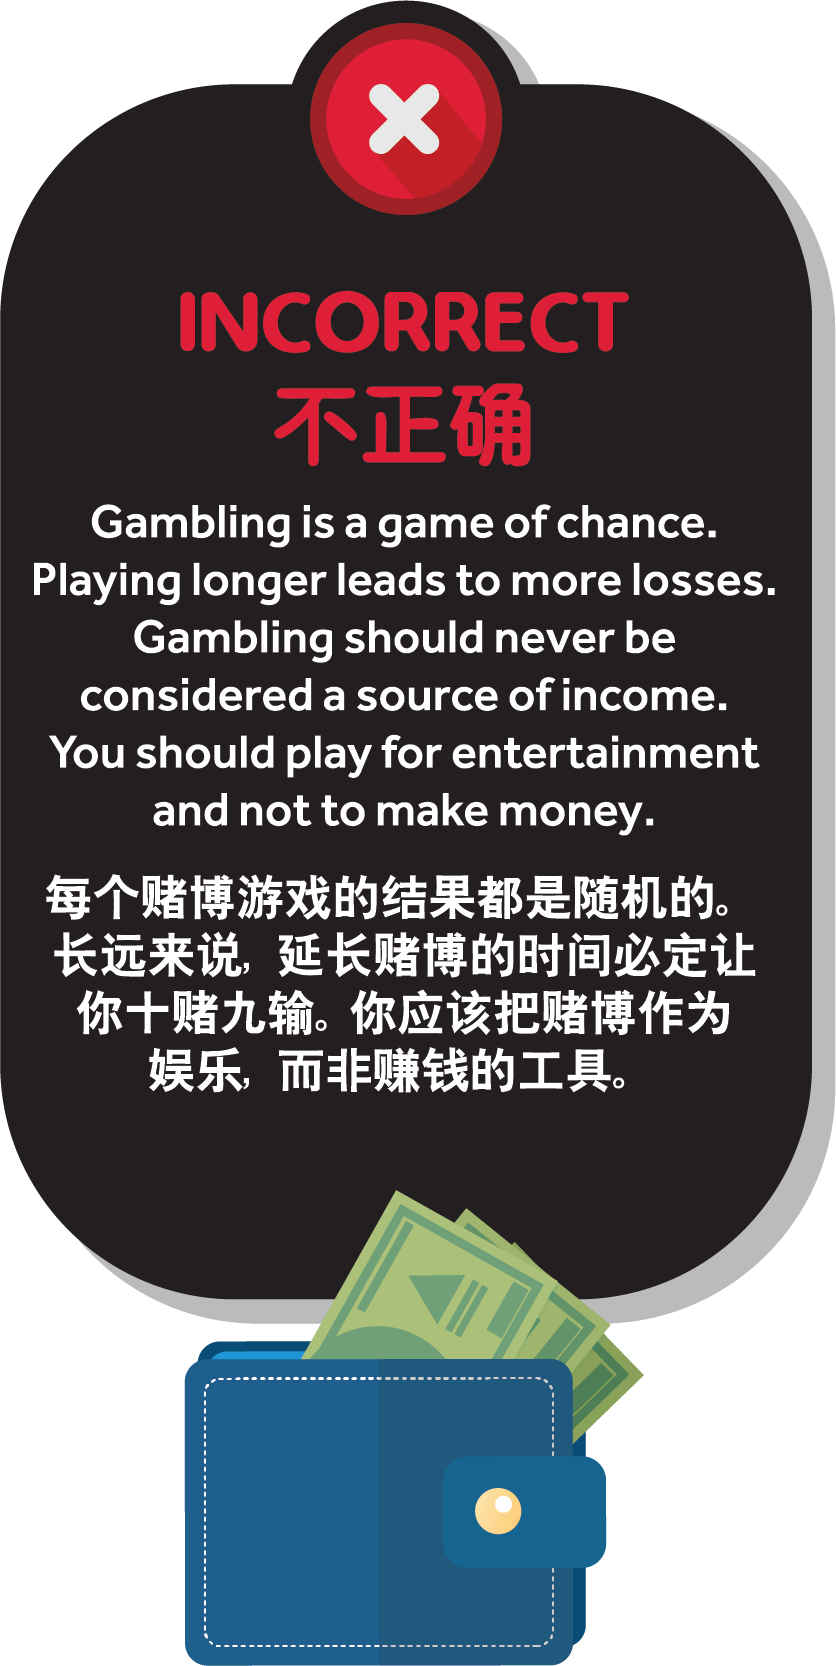 INCORRECT
不正确
Gambling is a game of chance.
Playing longer leads to more losses.
Gambling should never be
considered a source of income.
You should play for entertainment
and not to make money.
每个赌博游戏的结果都是随机的。
长远来说，延长赌博的时间必定让
你十赌九输。你应该把赌博作为
娱乐，而非赚钱的工具。